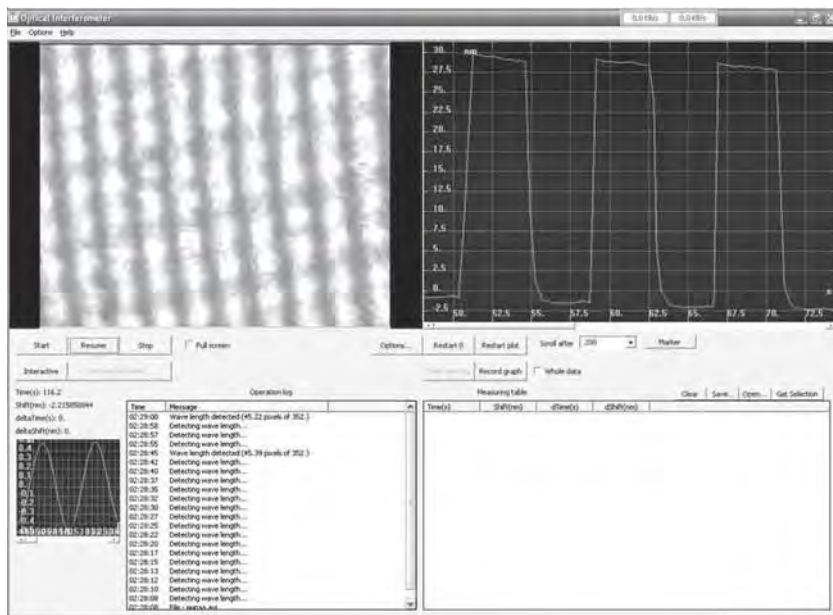 Optical Interferometer
File Options Help
nm
30.
27.5
25.
22.5
20.
17.5
15.
12.5
10.
7.5
5.
2.5
0.
-2.5
50. 52.5 55. 57.5 60. 62.5 65. 67.5 70. 72.5
s
Start Resume Stop Full screen Options... Restart 0 Restart plot Scroll after 200 Marker
Interactive Record graph Whole data
Time(s): 116.2 Operation log Measuring table Clear Save... Open... Get Selection
deltaTime(s): 0.
deltaShift(nm): 0.
Time Message
02:29:00 Wave length detected (45.22 pixels of 352.)
02:28:58 Detecting wave length...
02:28:57 Detecting wave length...
02:28:55 Detecting wave length...
02:28:45 Wave length detected (45.39 pixels of 352.)
02:28:42 Detecting wave length...
02:28:40 Detecting wave length...
02:28:37 Detecting wave length...
02:28:35 Detecting wave length...
02:28:32 Detecting wave length...
02:28:30 Detecting wave length...
02:28:27 Detecting wave length...
02:28:25 Detecting wave length...
02:28:22 Detecting wave length...
02:28:20 Detecting wave length...
02:28:17 Detecting wave length...
02:28:15 Detecting wave length...
02:28:13 Detecting wave length...
02:28:12 Detecting wave length...
02:28:10 Detecting wave length...
02:28:08 Detecting wave length...
02:28:08
Time(s) Shift(nm) dTime(s) dShift(nm)